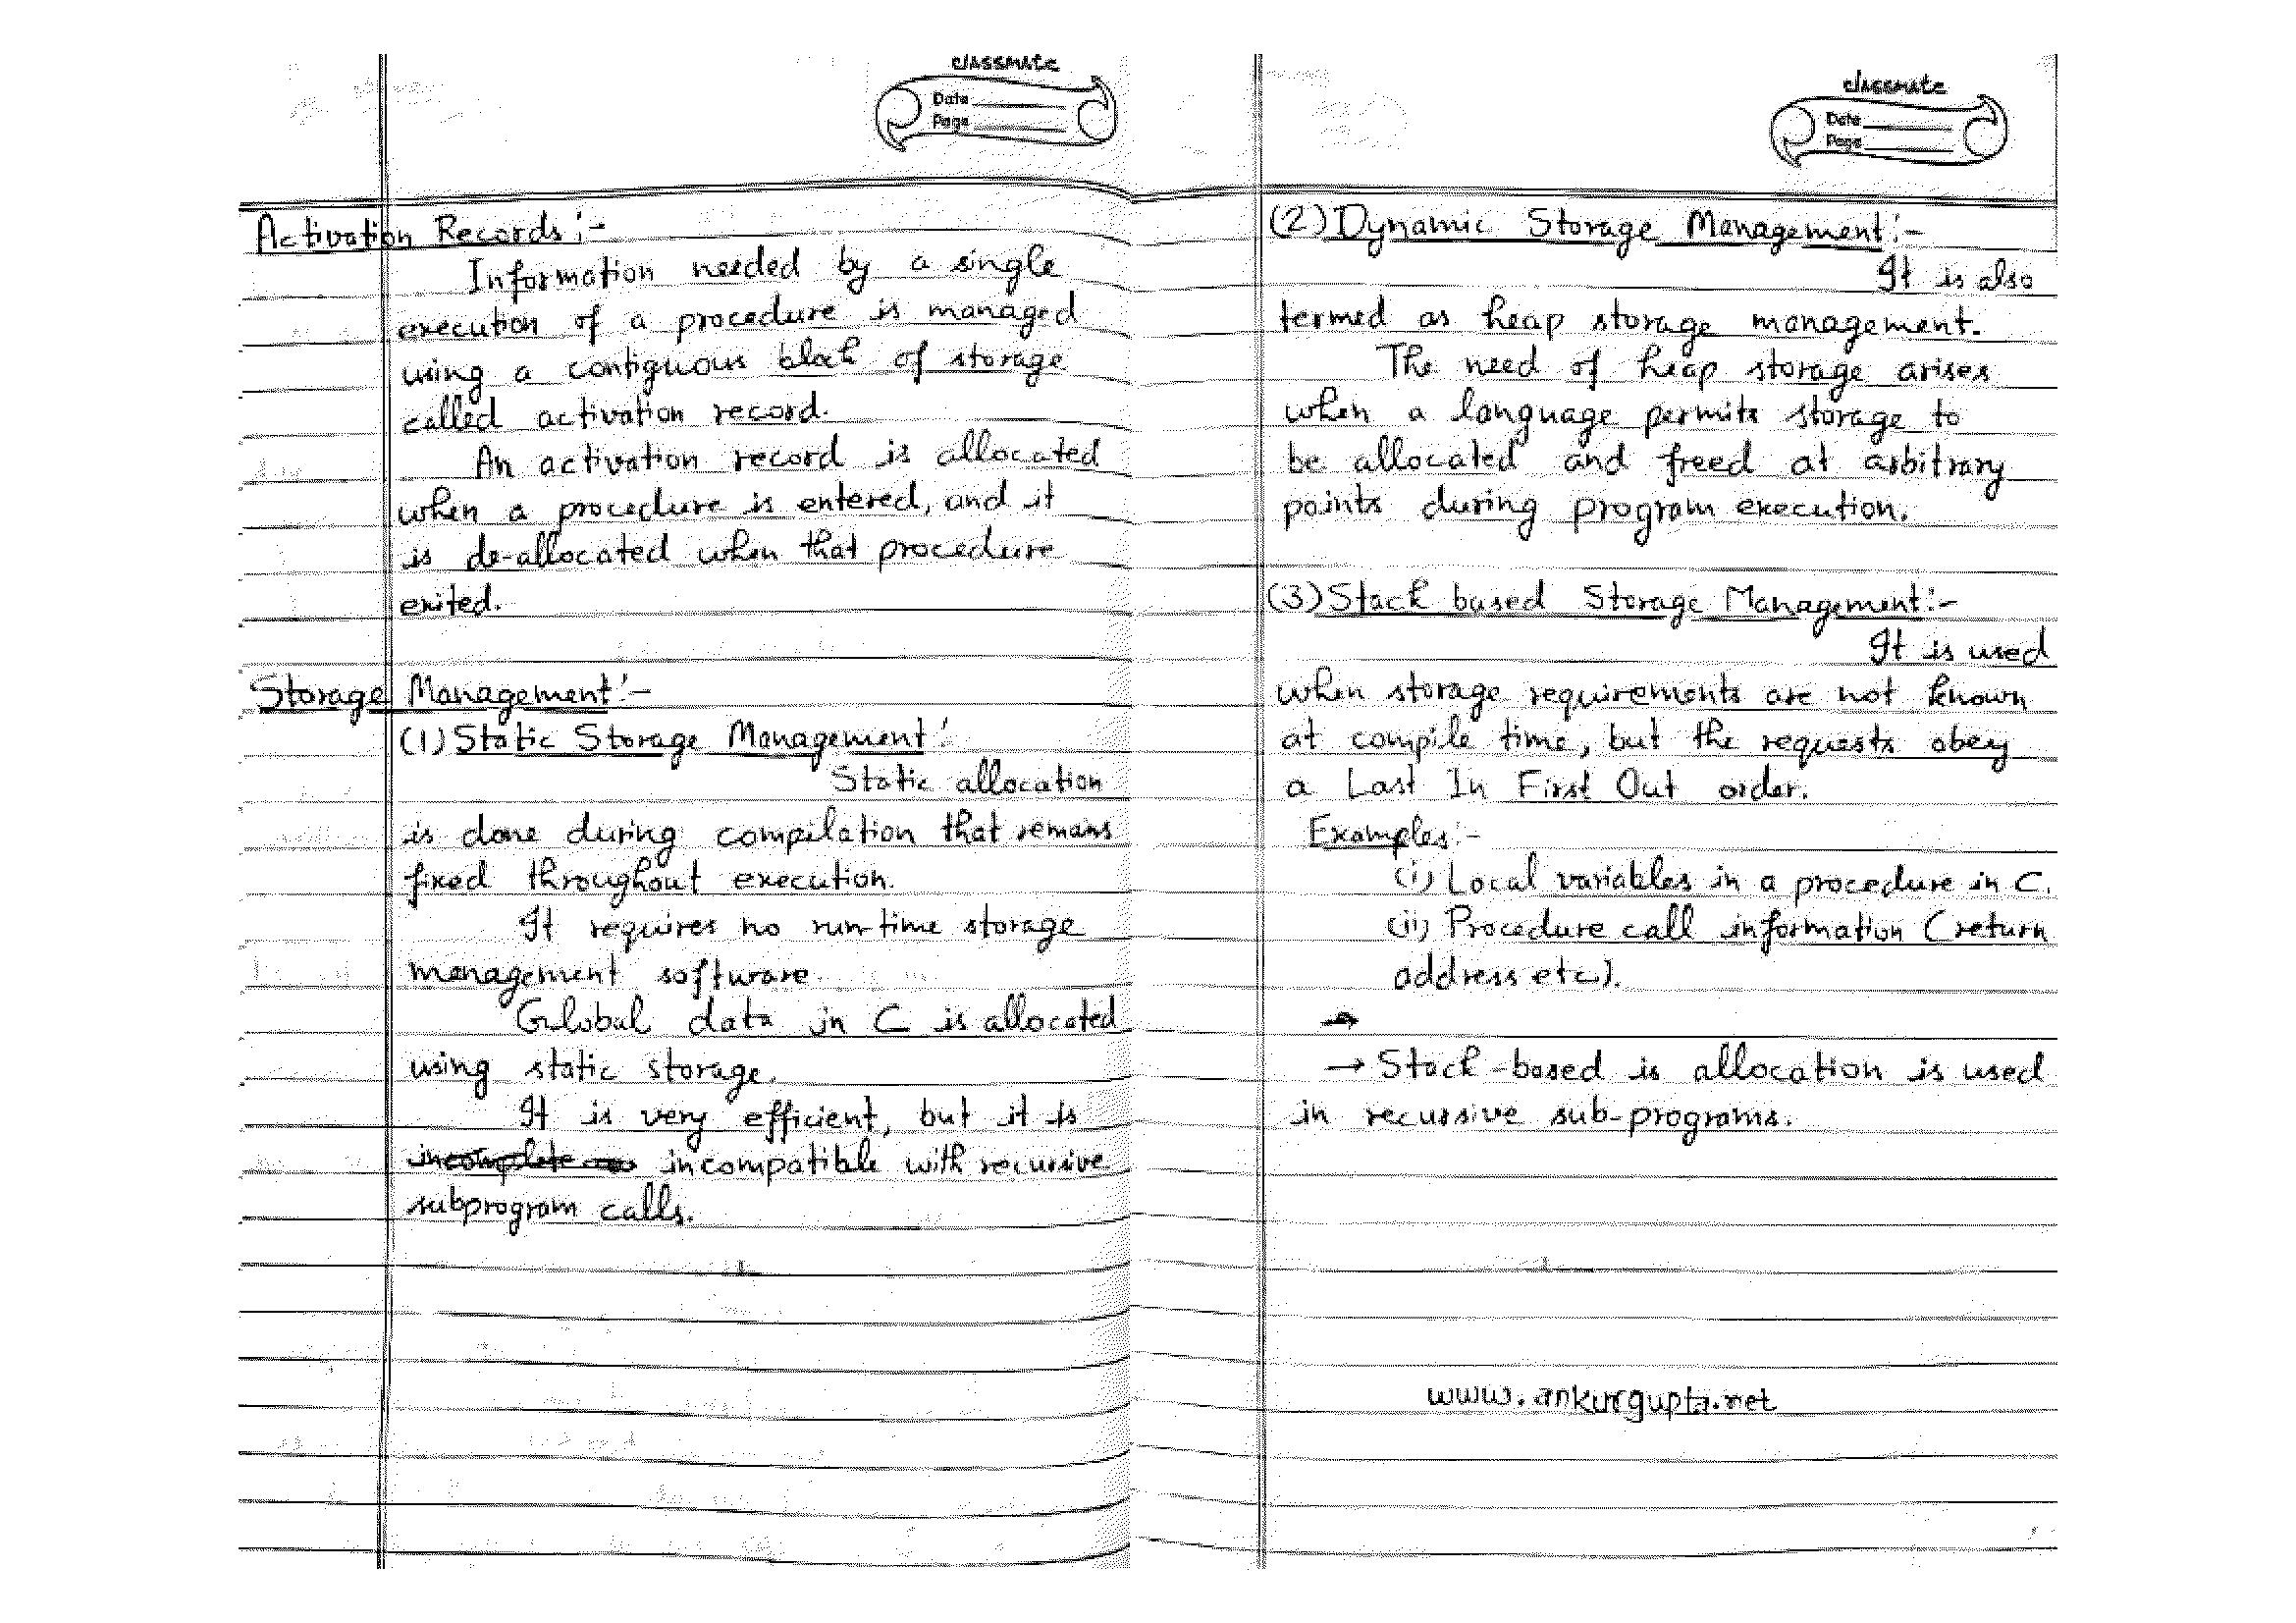 classmate
Date
Page
Activation Records:-
Information needed by a single
execution of a procedure is managed
using a contiguous block of storage
called activation record.
An activation record is allocated
when a procedure is entered, and it
is de-allocated when that procedure
exited.
Storage Management:-
(1) Static Storage Management:
Static allocation
is done during compilation that remans
fixed throughout execution.
It requires no run-time storage
management software.
Global data in C is allocated
using static storage.
It is very efficient, but it is
incomplete incompatible with recursive
subprogram calls.
classmate
Date
Page
(2) Dynamic Storage Management:-
It is also
termed as heap storage management.
The need of heap storage arises
when a language permits storage to
be allocated and freed at arbitrary
points during program execution.
(3) Stack based Storage Management:-
It is used
when storage requirements are not known
at compile time, but the requests obey
a Last In First Out order.
Examples:-
(i) Local variables in a procedure in C.
(ii) Procedure call information (return
address etc).
→ Stack-based is allocation is used
in recursive sub-programs.
www.ankurgupta.net